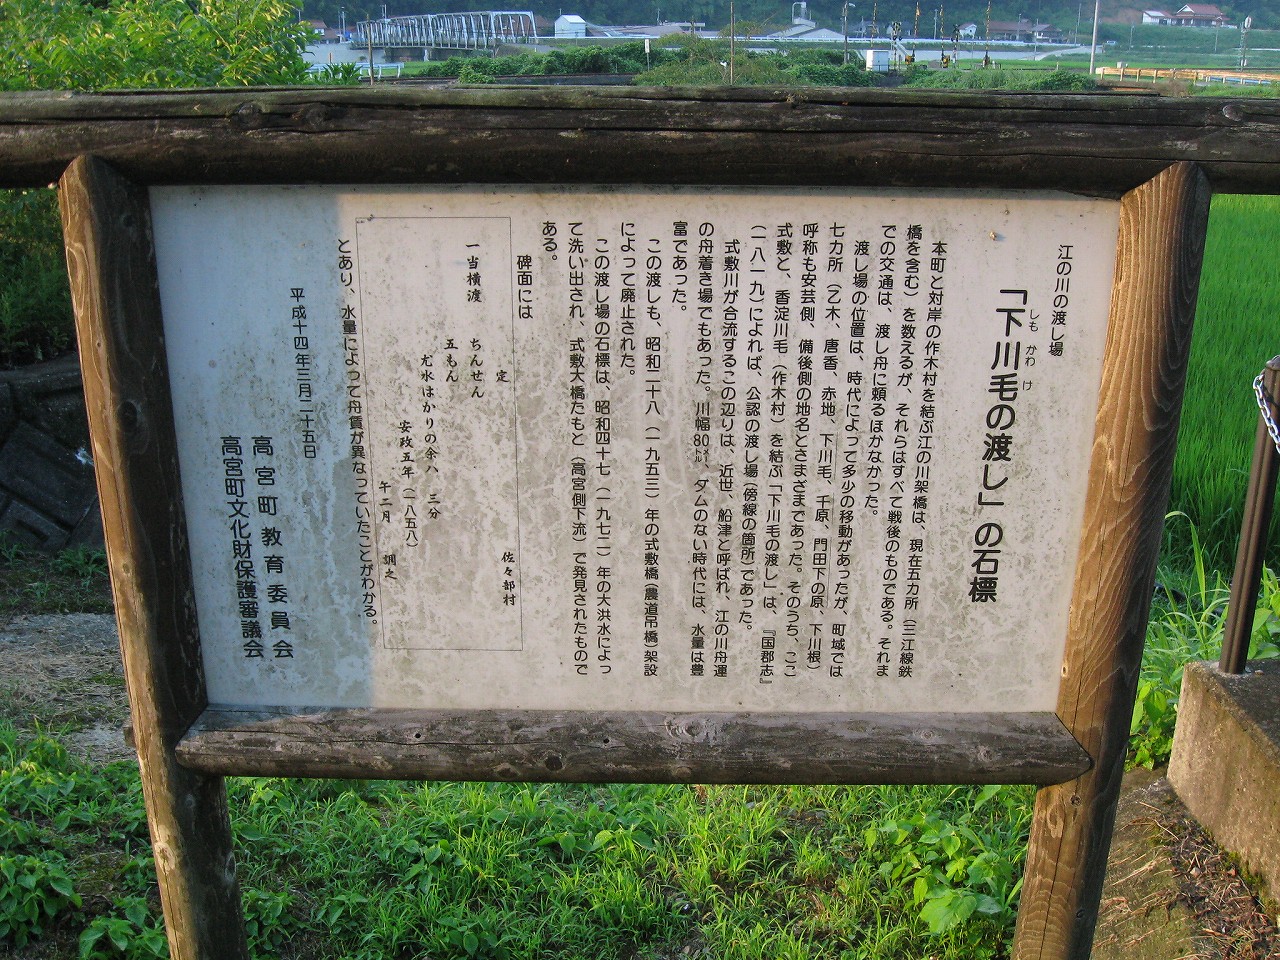 江の川の渡し場
「下川毛の渡し」の石標
しも かわ け
本町と対岸の作木村を結ぶ江の川架橋は、現在五カ所（三江線鉄
橋を含む）を数えるが、それらはすべて戦後のものである。それま
での交通は、渡し舟に頼るほかなかった。
渡し場の位置は、時代によって多少の移動があったが、町域では
七カ所（乙木、唐香、赤地、下川毛、千原、門田下の原、下川根）
呼称も安芸側、備後側の地名とさまざまであった。そのうち、ここ
式敷と、香淀川毛（作木村）を結ぶ「下川毛の渡し」は、『国郡志』
（一八一九）によれば、公認の渡し場（傍線の箇所）であった。
式敷川が合流するこの辺りは、近世、船津と呼ばれ、江の川舟運
の舟着き場でもあった。川幅80㍍、ダムのない時代には、水量は豊
富であった。
この渡しも、昭和二十八（一九五三）年の式敷橋（農道吊橋）架設
によって廃止された。
この渡し場の石標は、昭和四十七（一九七二）年の大洪水によっ
て洗い出され、式敷大橋たもと（高宮側下流）で発見されたもので
ある。
碑面には
定 佐々部村
一当横渡 ちんせん
五もん
尤水はかりの余ハ 三分
安政五年（一八五八）
午二月 調之
とあり、水量によって舟賃が異なっていたことがわかる。
平成十四年三月二十五日
高宮町教育委員会
高宮町文化財保護審議会